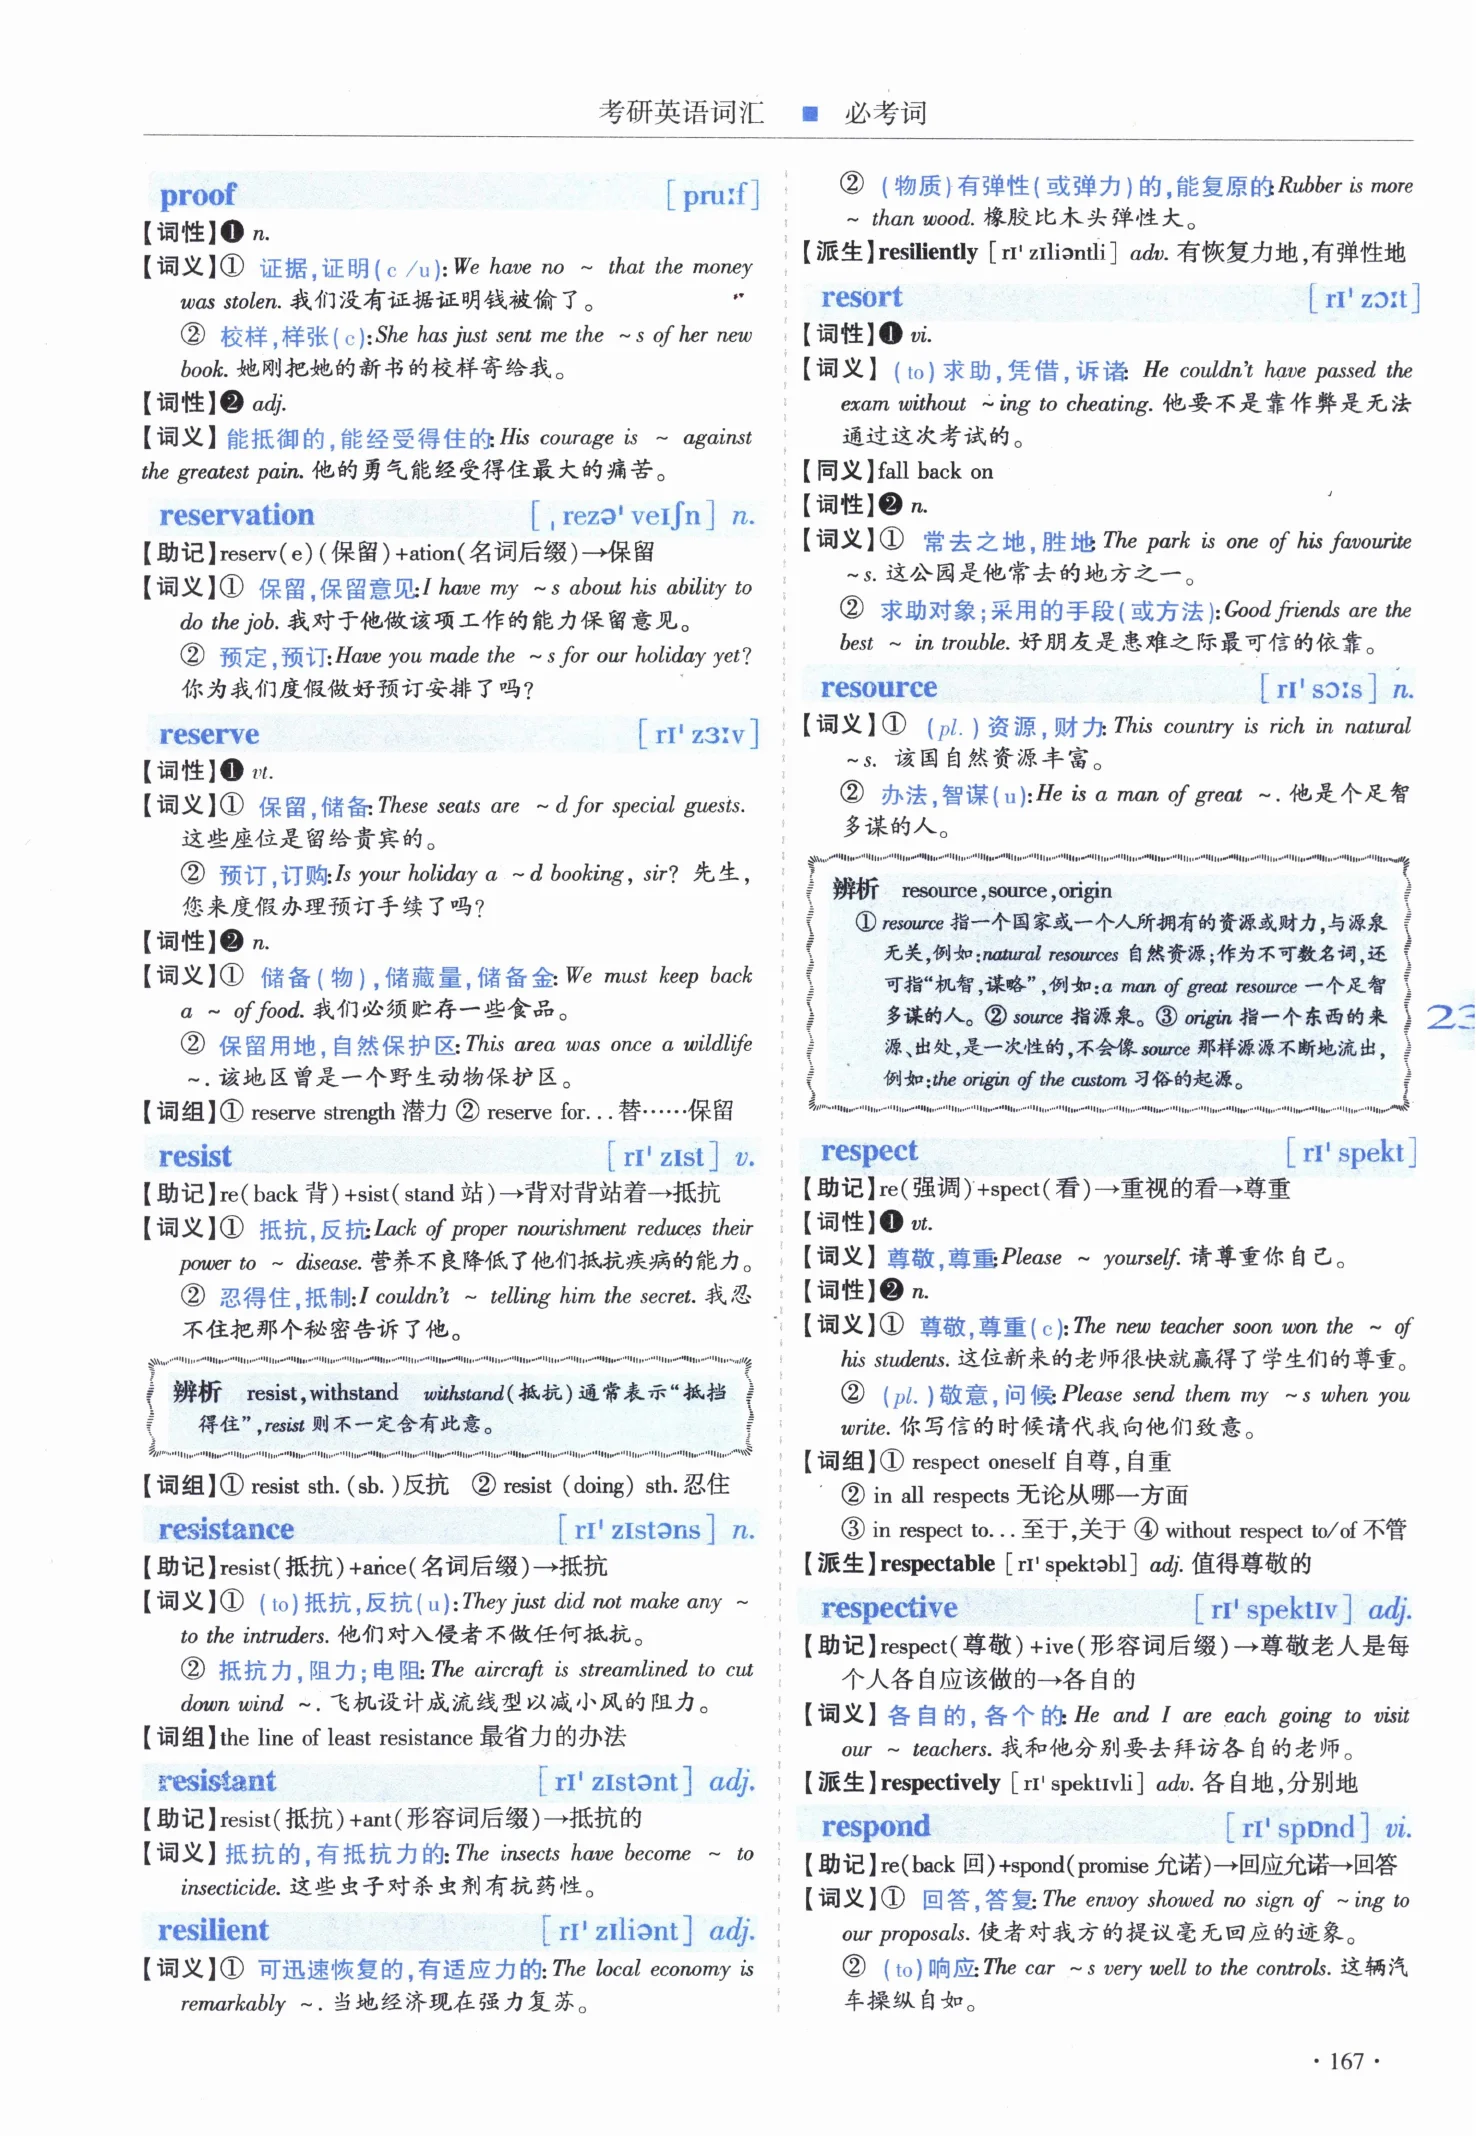 考研英语词汇 ■ 必考词
proof [pruːf]
【词性】❶ n.
【词义】① 证据,证明(c/u):We have no ~ that the money
was stolen. 我们没有证据证明钱被偷了。
② 校样,样张(c):She has just sent me the ~s of her new
book. 她刚把她的新书的校样寄给我。
【词性】❷ adj.
【词义】能抵御的,能经受得住的:His courage is ~ against
the greatest pain. 他的勇气能经受得住最大的痛苦。
reservation [ˌrezəˈveɪʃn] n.
【助记】reserv(e)(保留)+ation(名词后缀)→保留
【词义】① 保留,保留意见:I have my ~s about his ability to
do the job. 我对于他做该项工作的能力保留意见。
② 预定,预订:Have you made the ~s for our holiday yet?
你为我们度假做好预订安排了吗?
reserve [rɪˈzɜːv]
【词性】❶ vt.
【词义】① 保留,储备:These seats are ~d for special guests.
这些座位是留给贵宾的。
② 预订,订购:Is your holiday a ~d booking, sir? 先生,
您来度假办理预订手续了吗?
【词性】❷ n.
【词义】① 储备(物),储藏量,储备金:We must keep back
a ~ of food. 我们必须贮存一些食品。
② 保留用地,自然保护区:This area was once a wildlife
~. 该地区曾是一个野生动物保护区。
【词组】① reserve strength 潜力 ② reserve for... 替……保留
resist [rɪˈzɪst] v.
【助记】re(back 背)+sist(stand 站)→背对背站着→抵抗
【词义】① 抵抗,反抗:Lack of proper nourishment reduces their
power to ~ disease. 营养不良降低了他们抵抗疾病的能力。
② 忍得住,抵制:I couldn't ~ telling him the secret. 我忍
不住把那个秘密告诉了他。
辨析 resist,withstand withstand(抵抗)通常表示“抵挡
得住”,resist 则不一定含有此意。
【词组】① resist sth. (sb.)反抗 ② resist (doing) sth. 忍住
resistance [rɪˈzɪstəns] n.
【助记】resist(抵抗)+ance(名词后缀)→抵抗
【词义】① (to)抵抗,反抗(u):They just did not make any ~
to the intruders. 他们对入侵者不做任何抵抗。
② 抵抗力,阻力;电阻:The aircraft is streamlined to cut
down wind ~. 飞机设计成流线型以减小风的阻力。
【词组】the line of least resistance 最省力的办法
resistant [rɪˈzɪstənt] adj.
【助记】resist(抵抗)+ant(形容词后缀)→抵抗的
【词义】抵抗的,有抵抗力的:The insects have become ~ to
insecticide. 这些虫子对杀虫剂有抗药性。
resilient [rɪˈzɪliənt] adj.
【词义】① 可迅速恢复的,有适应力的:The local economy is
remarkably ~. 当地经济现在强力复苏。
② (物质)有弹性(或弹力)的,能复原的:Rubber is more
~ than wood. 橡胶比木头弹性大。
【派生】resiliently [rɪˈzɪliəntli] adv. 有恢复力地,有弹性地
resort [rɪˈzɔːt]
【词性】❶ vi.
【词义】(to)求助,凭借,诉诸: He couldn't have passed the
exam without ~ing to cheating. 他要不是靠作弊是无法
通过这次考试的。
【同义】fall back on
【词性】❷ n.
【词义】① 常去之地,胜地:The park is one of his favourite
~s. 这公园是他常去的地方之一。
② 求助对象;采用的手段(或方法):Good friends are the
best ~ in trouble. 好朋友是患难之际最可信的依靠。
resource [rɪˈsɔːs] n.
【词义】① (pl.)资源,财力:This country is rich in natural
~s. 该国自然资源丰富。
② 办法,智谋(u):He is a man of great ~. 他是个足智
多谋的人。
辨析 resource,source,origin
① resource 指一个国家或一个人所拥有的资源或财力,与源泉
无关,例如:natural resources 自然资源;作为不可数名词,还
可指“机智,谋略”,例如:a man of great resource 一个足智
多谋的人。② source 指源泉。③ origin 指一个东西的来
源、出处,是一次性的,不会像 source 那样源源不断地流出,
例如:the origin of the custom 习俗的起源。
23
respect [rɪˈspekt]
【助记】re(强调)+spect(看)→重视的看→尊重
【词性】❶ vt.
【词义】尊敬,尊重:Please ~ yourself. 请尊重你自己。
【词性】❷ n.
【词义】① 尊敬,尊重(c):The new teacher soon won the ~ of
his students. 这位新来的老师很快就赢得了学生们的尊重。
② (pl.)敬意,问候:Please send them my ~s when you
write. 你写信的时候请代我向他们致意。
【词组】① respect oneself 自尊,自重
② in all respects 无论从哪一方面
③ in respect to... 至于,关于 ④ without respect to/of 不管
【派生】respectable [rɪˈspektəbl] adj. 值得尊敬的
respective [rɪˈspektɪv] adj.
【助记】respect(尊敬)+ive(形容词后缀)→尊敬老人是每
个人各自应该做的→各自的
【词义】各自的,各个的:He and I are each going to visit
our ~ teachers. 我和他分别要去拜访各自的老师。
【派生】respectively [rɪˈspektɪvli] adv. 各自地,分别地
respond [rɪˈspɒnd] vi.
【助记】re(back 回)+spond(promise 允诺)→回应允诺→回答
【词义】① 回答,答复:The envoy showed no sign of ~ing to
our proposals. 使者对我方的提议毫无回应的迹象。
② (to)响应:The car ~s very well to the controls. 这辆汽
车操纵自如。
·167·